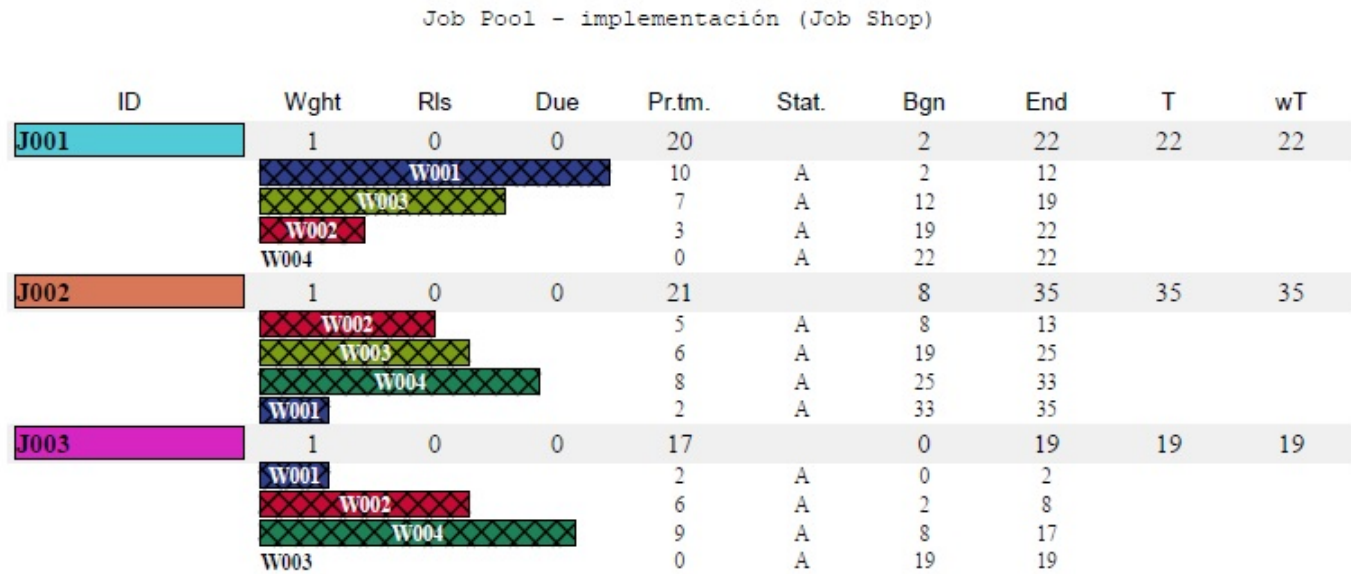 Job Pool - implementación (Job Shop)
ID Wght Rls Due Pr.tm. Stat. Bgn End T wT
J001 1 0 0 20 2 22 22 22
W001 10 A 2 12
W003 7 A 12 19
W002 3 A 19 22
W004 0 A 22 22
J002 1 0 0 21 8 35 35 35
W002 5 A 8 13
W003 6 A 19 25
W004 8 A 25 33
W001 2 A 33 35
J003 1 0 0 17 0 19 19 19
W001 2 A 0 2
W002 6 A 2 8
W004 9 A 8 17
W003 0 A 19 19